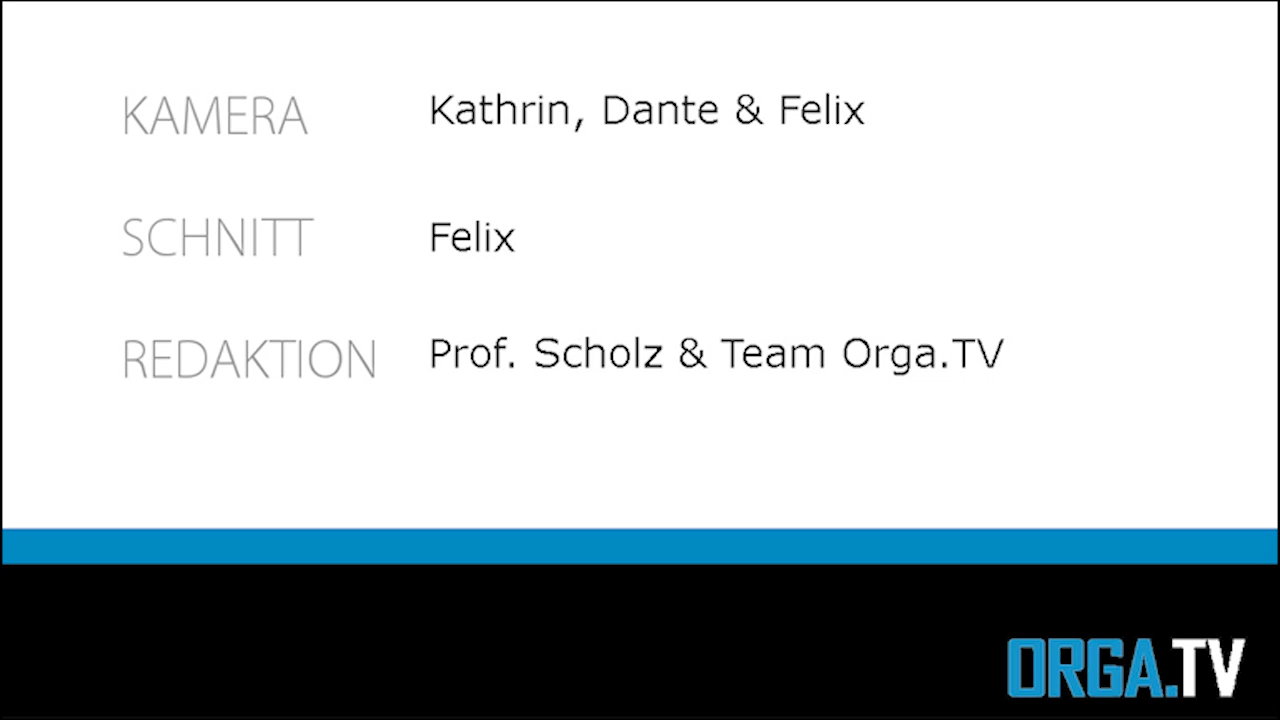 KAMERA Kathrin, Dante & Felix
SCHNITT Felix
REDAKTION Prof. Scholz & Team Orga.TV
ORGA.TV